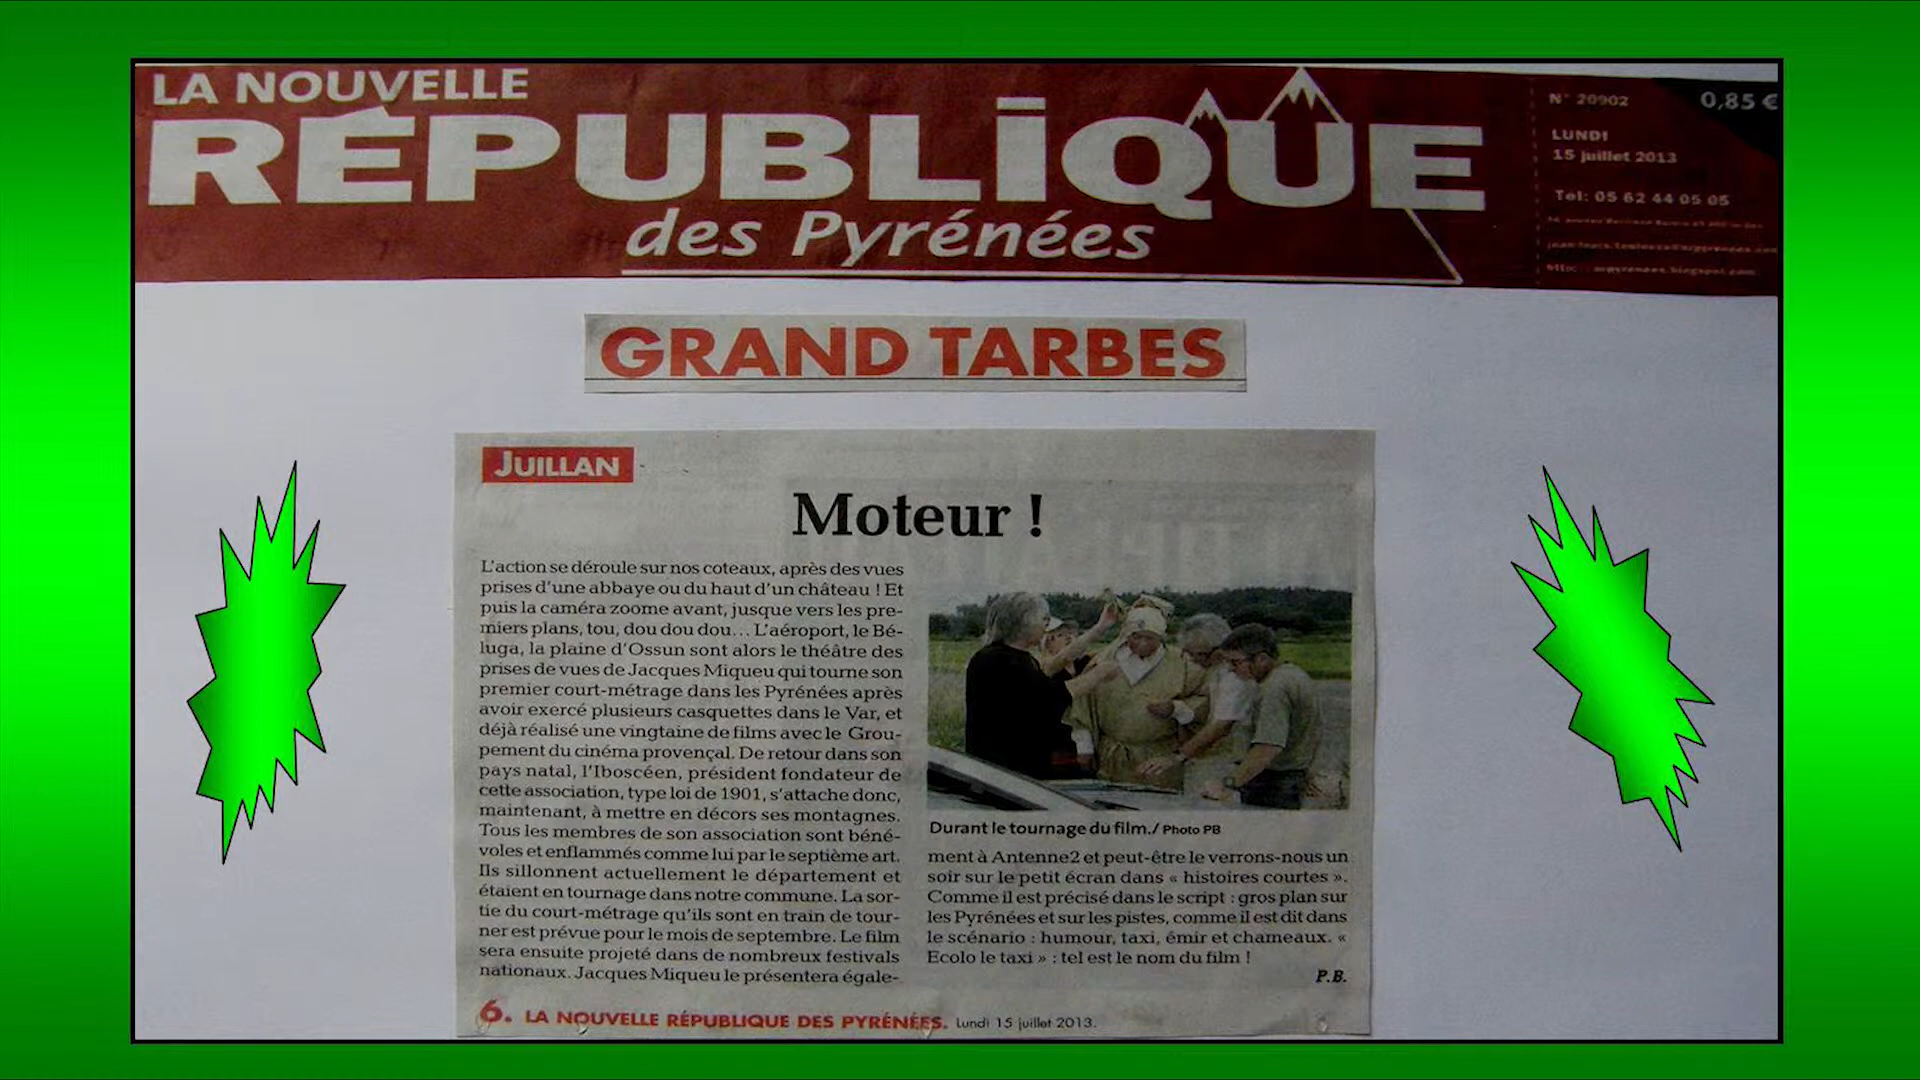 LA NOUVELLE
RÉPUBLIQUE
des Pyrénées
N° 20902
0,85 €
LUNDI
15 juillet 2013
Tel: 05 62 44 05 05
GRAND TARBES
JUILLAN
Moteur !
L'action se déroule sur nos coteaux, après des vues
prises d'une abbaye ou du haut d'un château ! Et
puis la caméra zoome avant, jusque vers les pre-
miers plans, tou, dou dou dou... L'aéroport, le Bé-
luga, la plaine d'Ossun sont alors le théâtre des
prises de vues de Jacques Miqueu qui tourne son
premier court-métrage dans les Pyrénées après
avoir exercé plusieurs casquettes dans le Var, et
déjà réalisé une vingtaine de films avec le Grou-
pement du cinéma provençal. De retour dans son
pays natal, l'Iboscéen, président fondateur de
cette association, type loi de 1901, s'attache donc,
maintenant, à mettre en décors ses montagnes.
Tous les membres de son association sont béné-
voles et enflammés comme lui par le septième art.
Ils sillonnent actuellement le département et
étaient en tournage dans notre commune. La sor-
tie du court-métrage qu'ils sont en train de tour-
ner est prévue pour le mois de septembre. Le film
sera ensuite projeté dans de nombreux festivals
nationaux. Jacques Miqueu le présentera égale-
Durant le tournage du film./ Photo PB
ment à Antenne2 et peut-être le verrons-nous un
soir sur le petit écran dans « histoires courtes ».
Comme il est précisé dans le script : gros plan sur
les Pyrénées et sur les pistes, comme il est dit dans
le scénario : humour, taxi, émir et chameaux. «
Ecolo le taxi » : tel est le nom du film !
P.B.
6. LA NOUVELLE RÉPUBLIQUE DES PYRÉNÉES. Lundi 15 juillet 2013.